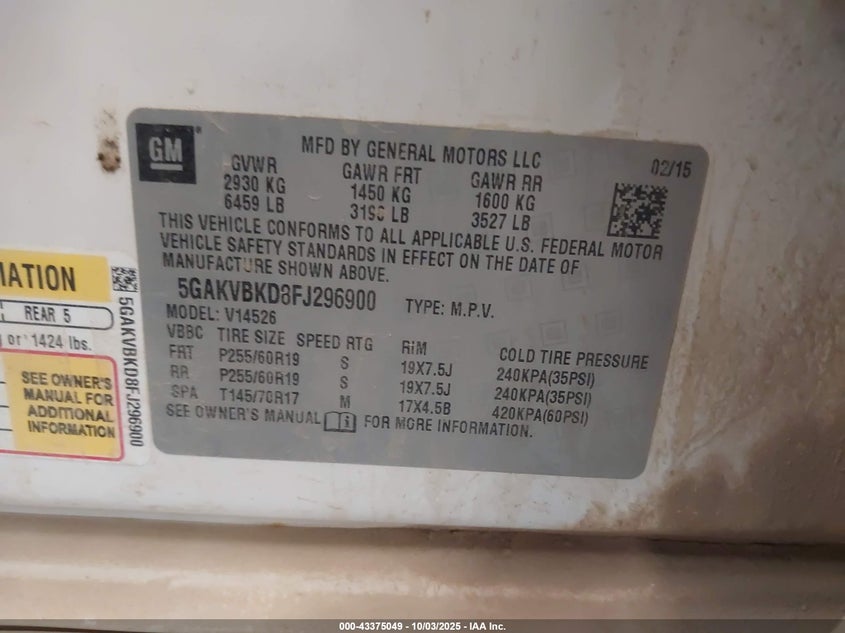 GM
MFD BY GENERAL MOTORS LLC
02/15
GVWR GAWR FRT GAWR RR
2930 KG 1450 KG 1600 KG
6459 LB 3196 LB 3527 LB
THIS VEHICLE CONFORMS TO ALL APPLICABLE U.S. FEDERAL MOTOR
VEHICLE SAFETY STANDARDS IN EFFECT ON THE DATE OF
MANUFACTURE SHOWN ABOVE.
5GAKVBKD8FJ296900 TYPE: M.P.V.
MODEL: V14526
VBBC TIRE SIZE SPEED RTG RIM COLD TIRE PRESSURE
FRT P255/60R19 S 19X7.5J 240KPA(35PSI)
RR P255/60R19 S 19X7.5J 240KPA(35PSI)
SPA T145/70R17 M 17X4.5B 420KPA(60PSI)
SEE OWNER'S MANUAL FOR MORE INFORMATION.
MATION
REAR 5
or 1424 lbs.
SEE OWNER'S
MANUAL FOR
ADDITIONAL
INFORMATION
5GAKVBKD8FJ296900
000-43375049 - 10/03/2025 - IAA Inc.